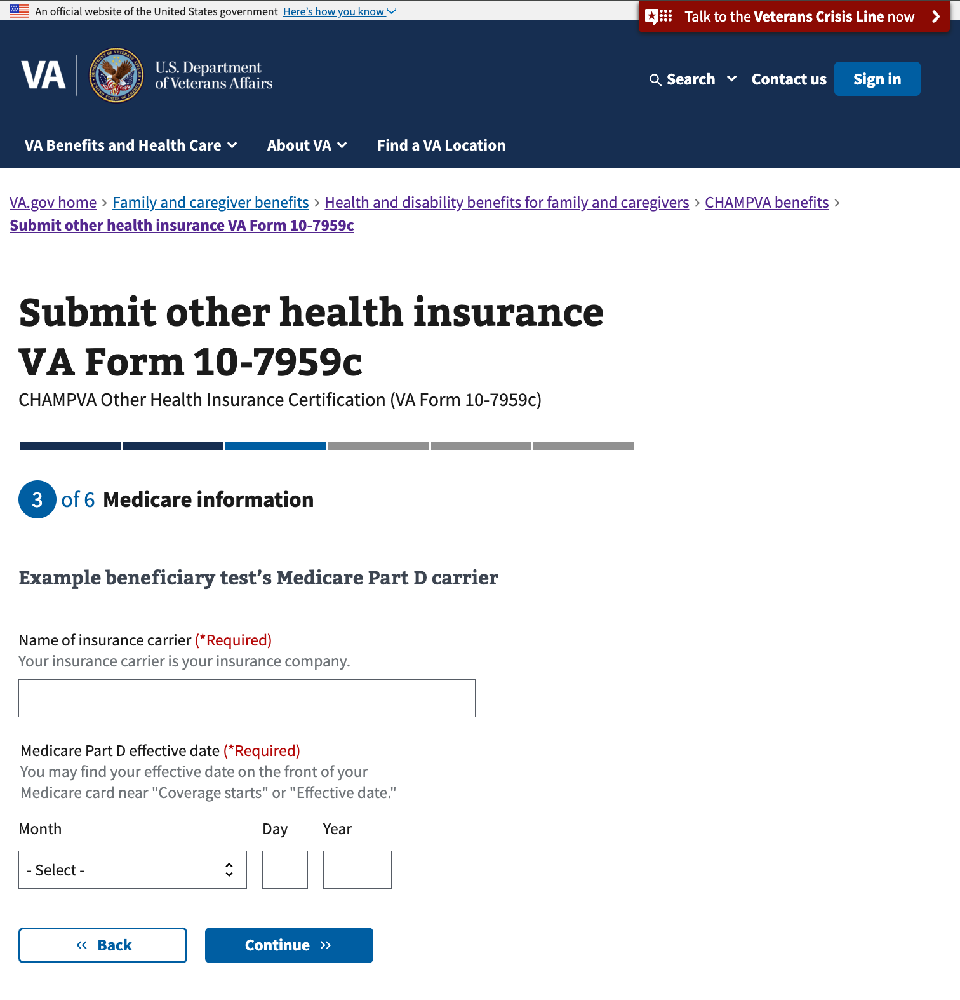 An official website of the United States government Here's how you know
Talk to the Veterans Crisis Line now
VA
U.S. Department
of Veterans Affairs
Search Contact us Sign in
VA Benefits and Health Care About VA Find a VA Location
VA.gov home › Family and caregiver benefits › Health and disability benefits for family and caregivers › CHAMPVA benefits ›
Submit other health insurance VA Form 10-7959c
Submit other health insurance
VA Form 10-7959c
CHAMPVA Other Health Insurance Certification (VA Form 10-7959c)
3 of 6 Medicare information
Example beneficiary test’s Medicare Part D carrier
Name of insurance carrier (*Required)
Your insurance carrier is your insurance company.
Medicare Part D effective date (*Required)
You may find your effective date on the front of your
Medicare card near "Coverage starts" or "Effective date."
Month Day Year
- Select -
« Back Continue »